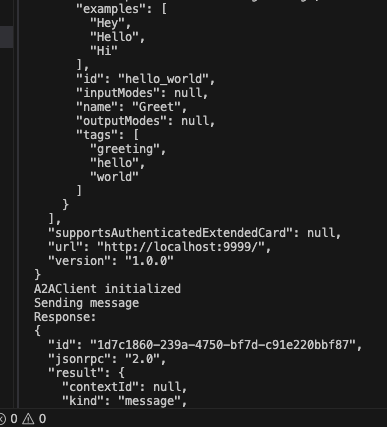 "examples": [
"Hey",
"Hello",
"Hi"
],
"id": "hello_world",
"inputModes": null,
"name": "Greet",
"outputModes": null,
"tags": [
"greeting",
"hello",
"world"
]
}
],
"supportsAuthenticatedExtendedCard": null,
"url": "http://localhost:9999/",
"version": "1.0.0"
}
A2AClient initialized
Sending message
Response:
{
"id": "1d7c1860-239a-4750-bf7d-c91e220bbf87",
"jsonrpc": "2.0",
"result": {
"contextId": null,
"kind": "message",
0 0